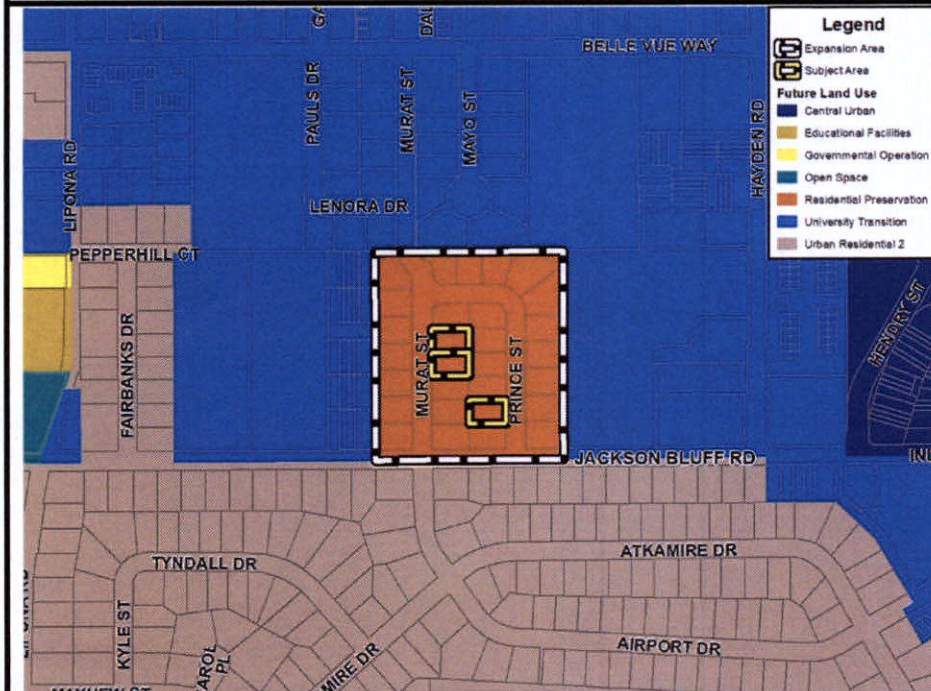 Legend
Expansion Area
Subject Area
Future Land Use
Central Urban
Educational Facilities
Governmental Operation
Open Space
Residential Preservation
University Transition
Urban Residential 2
BELLE VUE WAY
PAULS DR
MURAT ST
MAYO ST
HAYDEN RD
LIPONA RD
LENORA DR
PEPPERHILL CT
HENDRY ST
FAIRBANKS DR
MURAT ST
PRINCE ST
JACKSON BLUFF RD
TYNDALL DR
ATKAMIRE DR
KYLE ST
AIRPORT DR
MIRE DR